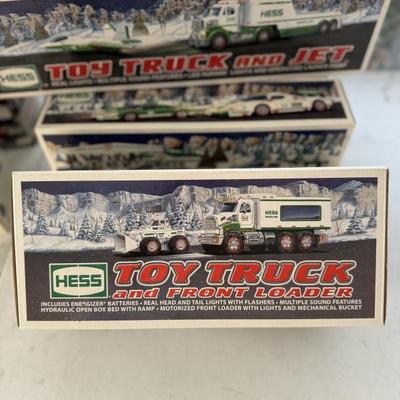 HESS
TOY TRUCK AND JET
HESS
TOY TRUCK
and FRONT LOADER
INCLUDES ENERGIZER® BATTERIES • REAL HEAD AND TAIL LIGHTS WITH FLASHERS • MULTIPLE SOUND FEATURES
HYDRAULIC OPEN BOX BED WITH RAMP • MOTORIZED FRONT LOADER WITH LIGHTS AND MECHANICAL BUCKET